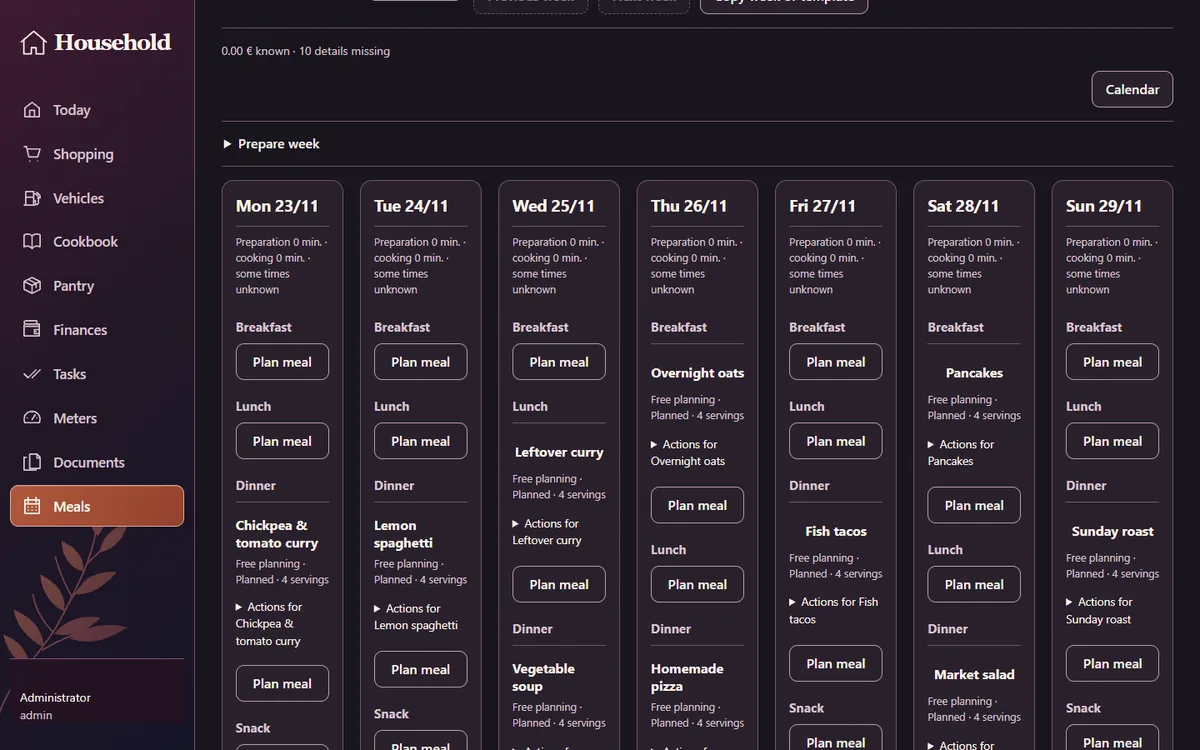 Household
Today
Shopping
Vehicles
Cookbook
Pantry
Finances
Tasks
Meters
Documents
Meals
Administrator
admin
0.00 € known · 10 details missing
Calendar
▶ Prepare week
Mon 23/11
Preparation 0 min. ·
cooking 0 min. ·
some times
unknown
Breakfast
Plan meal
Lunch
Plan meal
Dinner
Chickpea &
tomato curry
Free planning ·
Planned · 4 servings
▶ Actions for
Chickpea &
tomato curry
Plan meal
Snack
Tue 24/11
Preparation 0 min. ·
cooking 0 min. ·
some times
unknown
Breakfast
Plan meal
Lunch
Plan meal
Dinner
Lemon
spaghetti
Free planning ·
Planned · 4 servings
▶ Actions for
Lemon spaghetti
Plan meal
Snack
Plan meal
Wed 25/11
Preparation 0 min. ·
cooking 0 min. ·
some times
unknown
Breakfast
Plan meal
Lunch
Leftover curry
Free planning ·
Planned · 4 servings
▶ Actions for
Leftover curry
Plan meal
Dinner
Vegetable
soup
Free planning ·
Planned · 4 servings
Thu 26/11
Preparation 0 min. ·
cooking 0 min. ·
some times
unknown
Breakfast
Overnight oats
Free planning ·
Planned · 4 servings
▶ Actions for
Overnight oats
Plan meal
Lunch
Plan meal
Dinner
Homemade
pizza
Free planning ·
Planned · 4 servings
Fri 27/11
Preparation 0 min. ·
cooking 0 min. ·
some times
unknown
Breakfast
Plan meal
Lunch
Plan meal
Dinner
Fish tacos
Free planning ·
Planned · 4 servings
▶ Actions for Fish
tacos
Plan meal
Snack
Plan meal
Sat 28/11
Preparation 0 min. ·
cooking 0 min. ·
some times
unknown
Breakfast
Pancakes
Free planning ·
Planned · 4 servings
▶ Actions for
Pancakes
Plan meal
Lunch
Plan meal
Dinner
Market salad
Free planning ·
Planned · 4 servings
▶ Actions for
Sun 29/11
Preparation 0 min. ·
cooking 0 min. ·
some times
unknown
Breakfast
Plan meal
Lunch
Plan meal
Dinner
Sunday roast
Free planning ·
Planned · 4 servings
▶ Actions for
Sunday roast
Plan meal
Snack
Plan meal